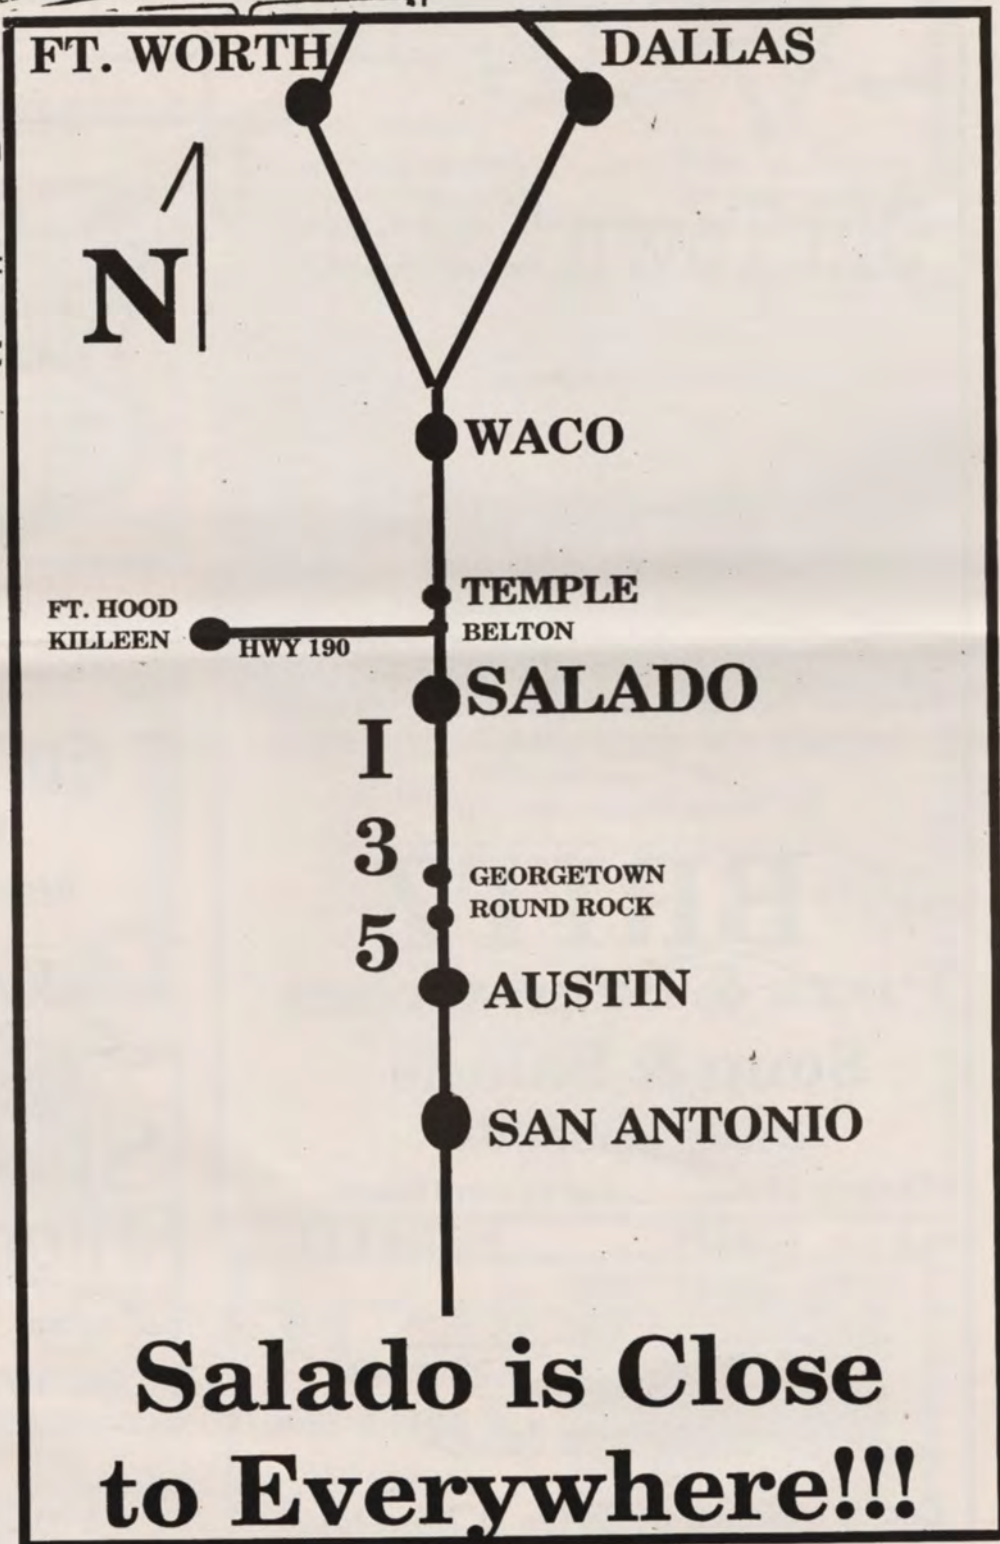 FT. WORTH
DALLAS
N
WACO
TEMPLE
FT. HOOD
KILLEEN
HWY 190
BELTON
SALADO
I
3
5
GEORGETOWN
ROUND ROCK
AUSTIN
SAN ANTONIO
Salado is Close
to Everywhere!!!